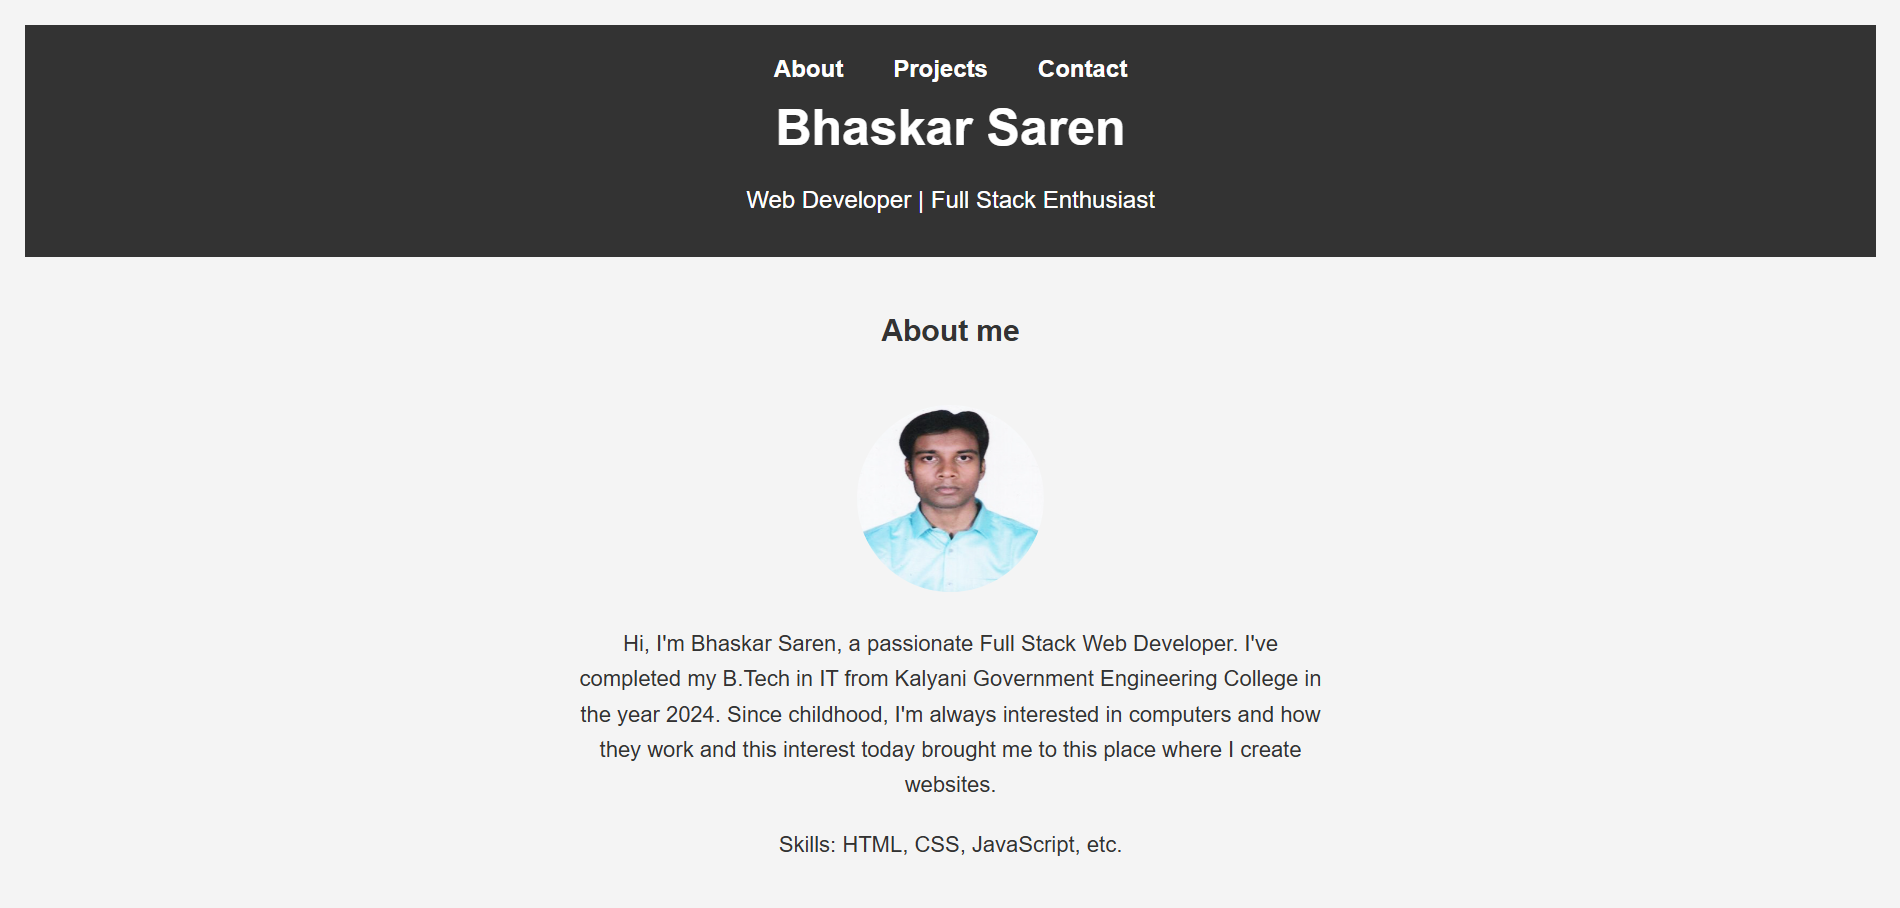 About Projects Contact
Bhaskar Saren
Web Developer | Full Stack Enthusiast
About me
Hi, I'm Bhaskar Saren, a passionate Full Stack Web Developer. I've
completed my B.Tech in IT from Kalyani Government Engineering College in
the year 2024. Since childhood, I'm always interested in computers and how
they work and this interest today brought me to this place where I create
websites.
Skills: HTML, CSS, JavaScript, etc.